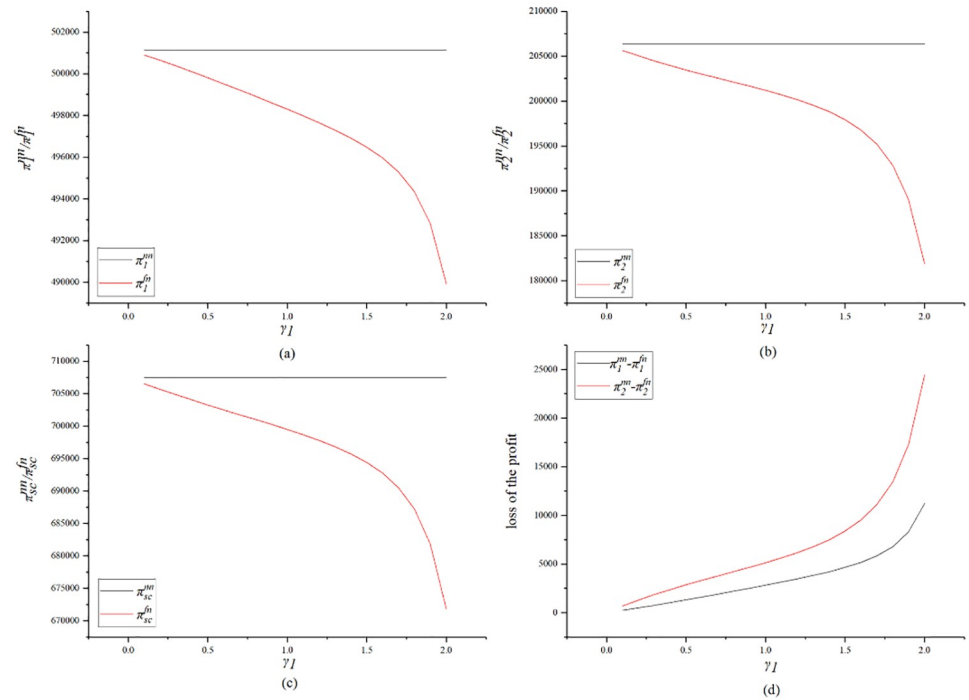 502000
500000
498000
496000
494000
492000
490000
π₁ⁿⁿ/π₁ᶠⁿ
π₁ⁿⁿ
π₁ᶠⁿ
0.0 0.5 1.0 1.5 2.0
γ₁
(a)
210000
205000
200000
195000
190000
185000
180000
π₂ⁿⁿ/π₂ᶠⁿ
π₂ⁿⁿ
π₂ᶠⁿ
0.0 0.5 1.0 1.5 2.0
γ₁
(b)
710000
705000
700000
695000
690000
685000
680000
675000
670000
πscⁿⁿ/πscᶠⁿ
πscⁿⁿ
πscᶠⁿ
0.0 0.5 1.0 1.5 2.0
γ₁
(c)
π₁ⁿⁿ-π₁ᶠⁿ
π₂ⁿⁿ-π₂ᶠⁿ
25000
20000
15000
10000
5000
0
loss of the profit
0.0 0.5 1.0 1.5 2.0
γ₁
(d)